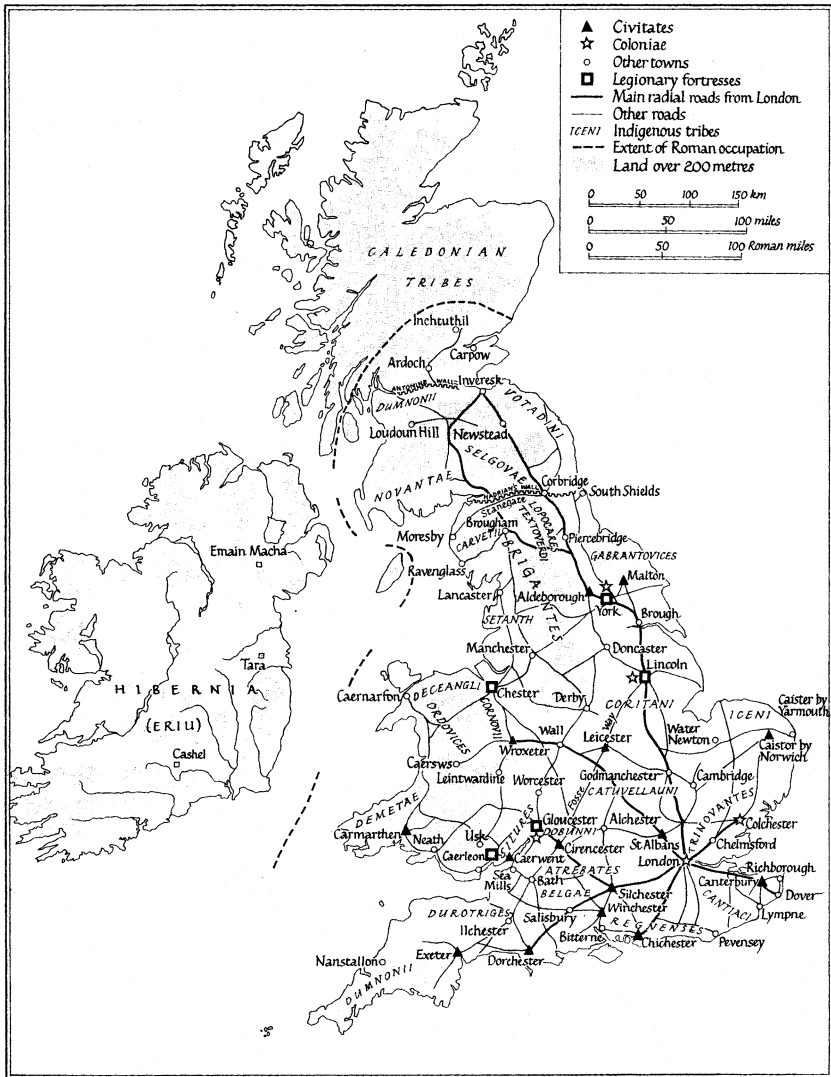 Civitates
Coloniae
Other towns
Legionary fortresses
Main radial roads from London
Other roads
ICENI Indigenous tribes
Extent of Roman occupation
Land over 200 metres
0 50 100 150 km
0 50 100 miles
0 50 100 Roman miles
CALEDONIAN
TRIBES
Inchtuthil
Carpow
Ardoch
ANTONINE WALL
Inveresk
DUMNONII
VOTADINI
Loudoun Hill
Newstead
SELGOVAE
NOVANTAE
Corbridge
HADRIANS WALL
South Shields
Stanegate
LOPOCARES
TEXTOVERDI
Brougham
Moresby
CARVETII
Piercebridge
BRIGANTES
GABRANTOVICES
Emain Macha
Ravenglass
Malton
Lancaster
Aldeborough
York
SETANTII
Brough
Manchester
Doncaster
Tara
Lincoln
HIBERNIA
(ERIU)
Caernarfon
DECEANGLI
Chester
Derby
CORITANI
ORDOVICES
CORNOVII
ICENI
Caister by
Yarmouth
Cashel
Wall
Way
Leicester
Water
Newton
Caistor by
Norwich
Wroxeter
Caersws
Leintwardine
Worcester
Godmanchester
Cambridge
Fosse
CATUVELLAUNI
DEMETAE
SILURES
Gloucester
DOBUNNI
Alchester
TRINOVANTES
Colchester
Carmarthen
Neath
Usk
Cirencester
St Albans
Chelmsford
Caerleon
Caerwent
London
Sea
Mills
Bath
ATREBATES
Richborough
Canterbury
BELGAE
Silchester
Dover
CANTIACI
Winchester
Lympne
DUROTRIGES
Salisbury
REGNENSES
Ilchester
Bitterne
Chichester
Pevensey
Nanstallon
Exeter
Dorchester
DUMNONII